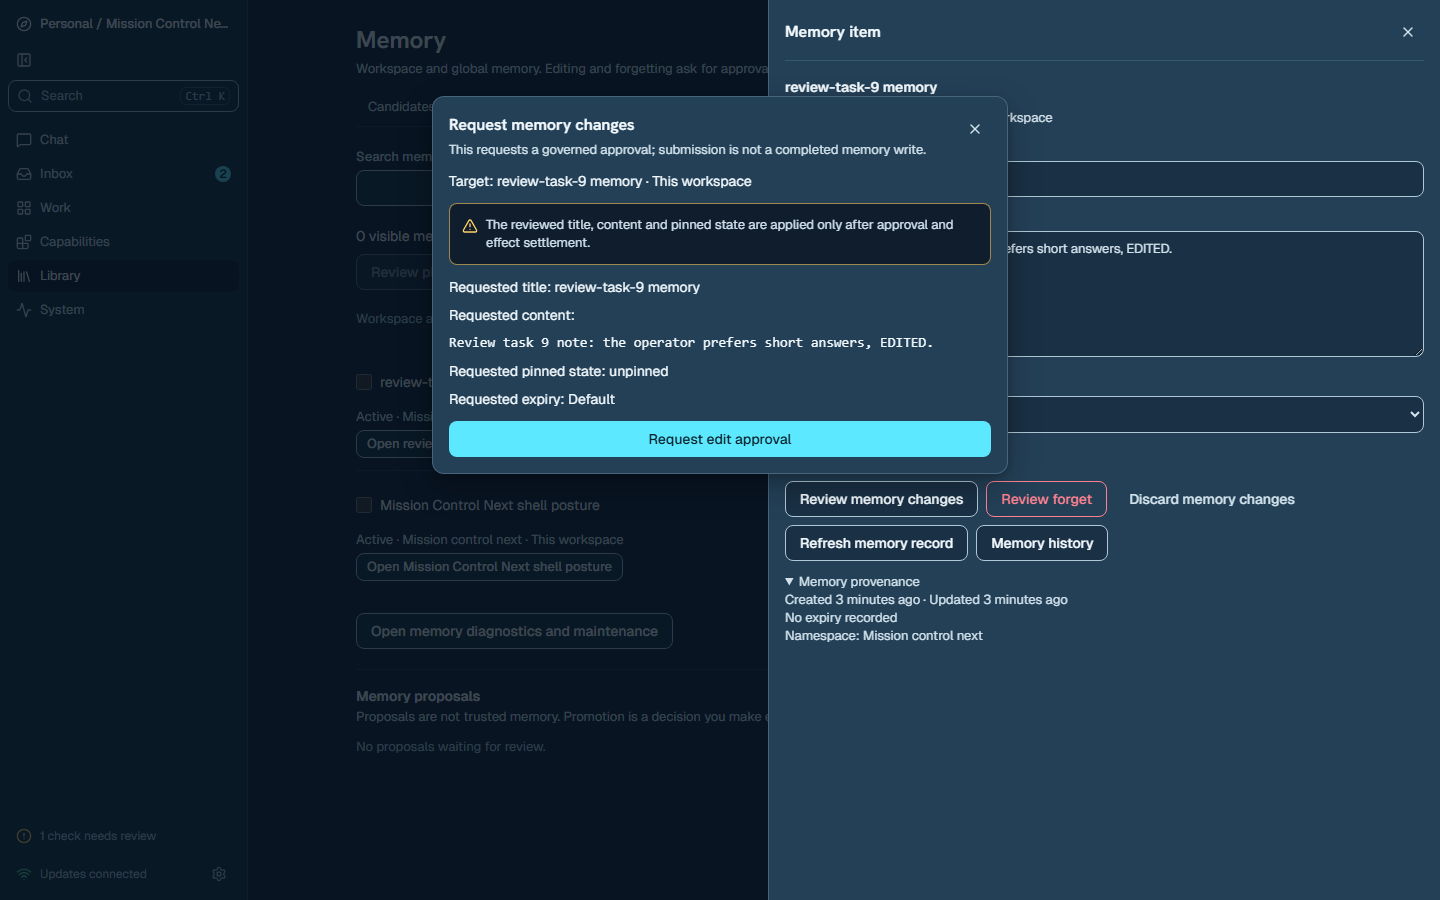 Personal / Mission Control Ne...
Search
Ctrl K
Chat
Inbox
2
Work
Capabilities
Library
System
1 check needs review
Updates connected
Memory
Workspace and global memory. Editing and forgetting ask for approva
Candidates
Search mem
0 visible me
Review p
Workspace a
review-t
Active · Missi
Open revie
Mission Control Next shell posture
Active · Mission control next · This workspace
Open Mission Control Next shell posture
Open memory diagnostics and maintenance
Memory proposals
Proposals are not trusted memory. Promotion is a decision you make e
No proposals waiting for review.
Request memory changes
This requests a governed approval; submission is not a completed memory write.
Target: review-task-9 memory · This workspace
The reviewed title, content and pinned state are applied only after approval and
effect settlement.
Requested title: review-task-9 memory
Requested content:
Review task 9 note: the operator prefers short answers, EDITED.
Requested pinned state: unpinned
Requested expiry: Default
Request edit approval
Memory item
review-task-9 memory
rkspace
efers short answers, EDITED.
Review memory changes
Review forget
Discard memory changes
Refresh memory record
Memory history
Memory provenance
Created 3 minutes ago · Updated 3 minutes ago
No expiry recorded
Namespace: Mission control next